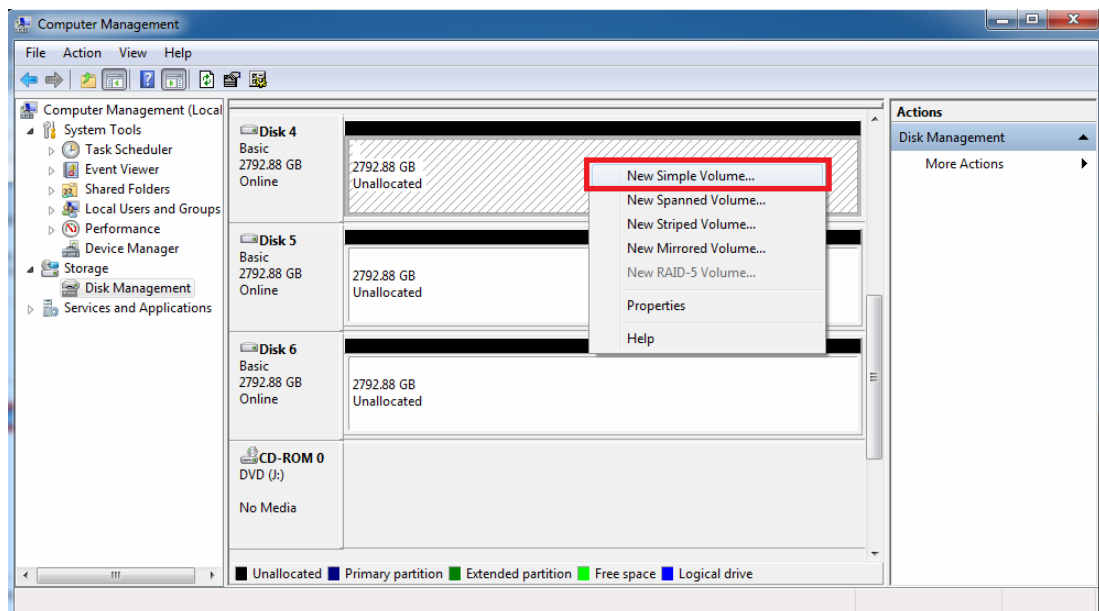 Computer Management
File Action View Help
Computer Management (Local
System Tools
Task Scheduler
Event Viewer
Shared Folders
Local Users and Groups
Performance
Device Manager
Storage
Disk Management
Services and Applications
Disk 4
Basic
2792.88 GB
Online
2792.88 GB
Unallocated
New Simple Volume...
New Spanned Volume...
New Striped Volume...
New Mirrored Volume...
New RAID-5 Volume...
Properties
Help
Disk 5
Basic
2792.88 GB
Online
2792.88 GB
Unallocated
Disk 6
Basic
2792.88 GB
Online
2792.88 GB
Unallocated
CD-ROM 0
DVD (J:)
No Media
Unallocated Primary partition Extended partition Free space Logical drive
Actions
Disk Management
More Actions